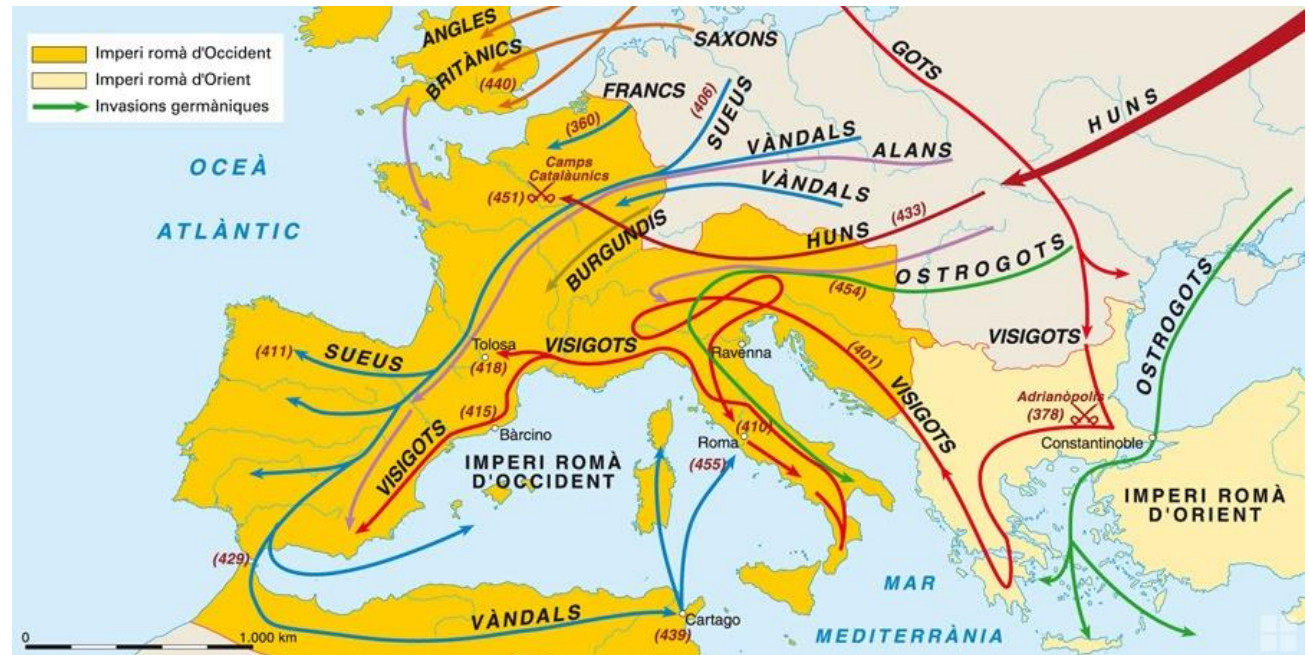 Imperi romà d'Occident
Imperi romà d'Orient
Invasions germàniques
ANGLES
BRITÀNICS
(440)
SAXONS
GOTS
HUNS
FRANCS
(360)
(406)
SUEUS
VÀNDALS
ALANS
VÀNDALS
Camps
Catalàunics
(451)
OCEÀ
ATLÀNTIC
BURGUNDIS
HUNS
(433)
OSTROGOTS
(454)
OSTROGOTS
SUEUS
(411)
Tolosa
(418)
VISIGOTS
Ravenna
(401)
VISIGOTS
VISIGOTS
Adrianòpolis
(378)
Constantinoble
(415)
Bàrcino
VISIGOTS
IMPERI ROMÀ
D'OCCIDENT
Roma
(410)
(455)
IMPERI ROMÀ
D'ORIENT
(429)
VÀNDALS
Cartago
(439)
MAR
MEDITERRÀNIA
0
1.000 km